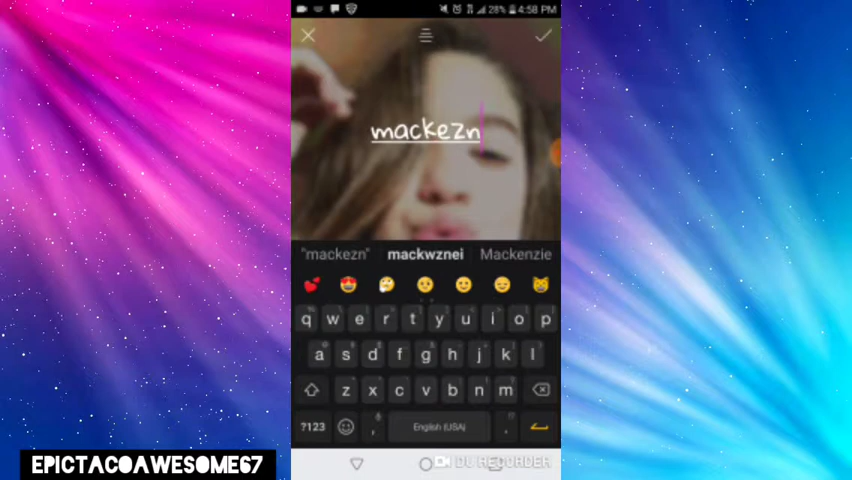 28% 4:58 PM
mackezn
"mackezn" mackwznei Mackenzie
q w e r t y u i o p
a s d f g h j k l
z x c v b n m
?123 , English (USA) .
DU RECORDER
EPICTACOAWESOME67